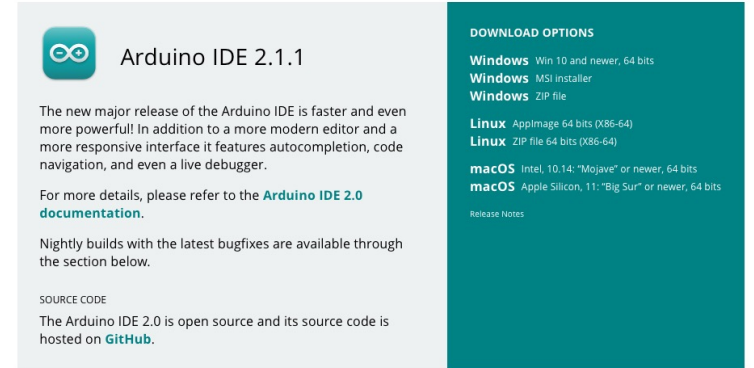 Arduino IDE 2.1.1
The new major release of the Arduino IDE is faster and even
more powerful! In addition to a more modern editor and a
more responsive interface it features autocompletion, code
navigation, and even a live debugger.
For more details, please refer to the Arduino IDE 2.0
documentation.
Nightly builds with the latest bugfixes are available through
the section below.
SOURCE CODE
The Arduino IDE 2.0 is open source and its source code is
hosted on GitHub.
DOWNLOAD OPTIONS
Windows Win 10 and newer, 64 bits
Windows MSI installer
Windows ZIP file
Linux AppImage 64 bits (X86-64)
Linux ZIP file 64 bits (X86-64)
macOS Intel, 10.14: “Mojave” or newer, 64 bits
macOS Apple Silicon, 11: “Big Sur” or newer, 64 bits
Release Notes